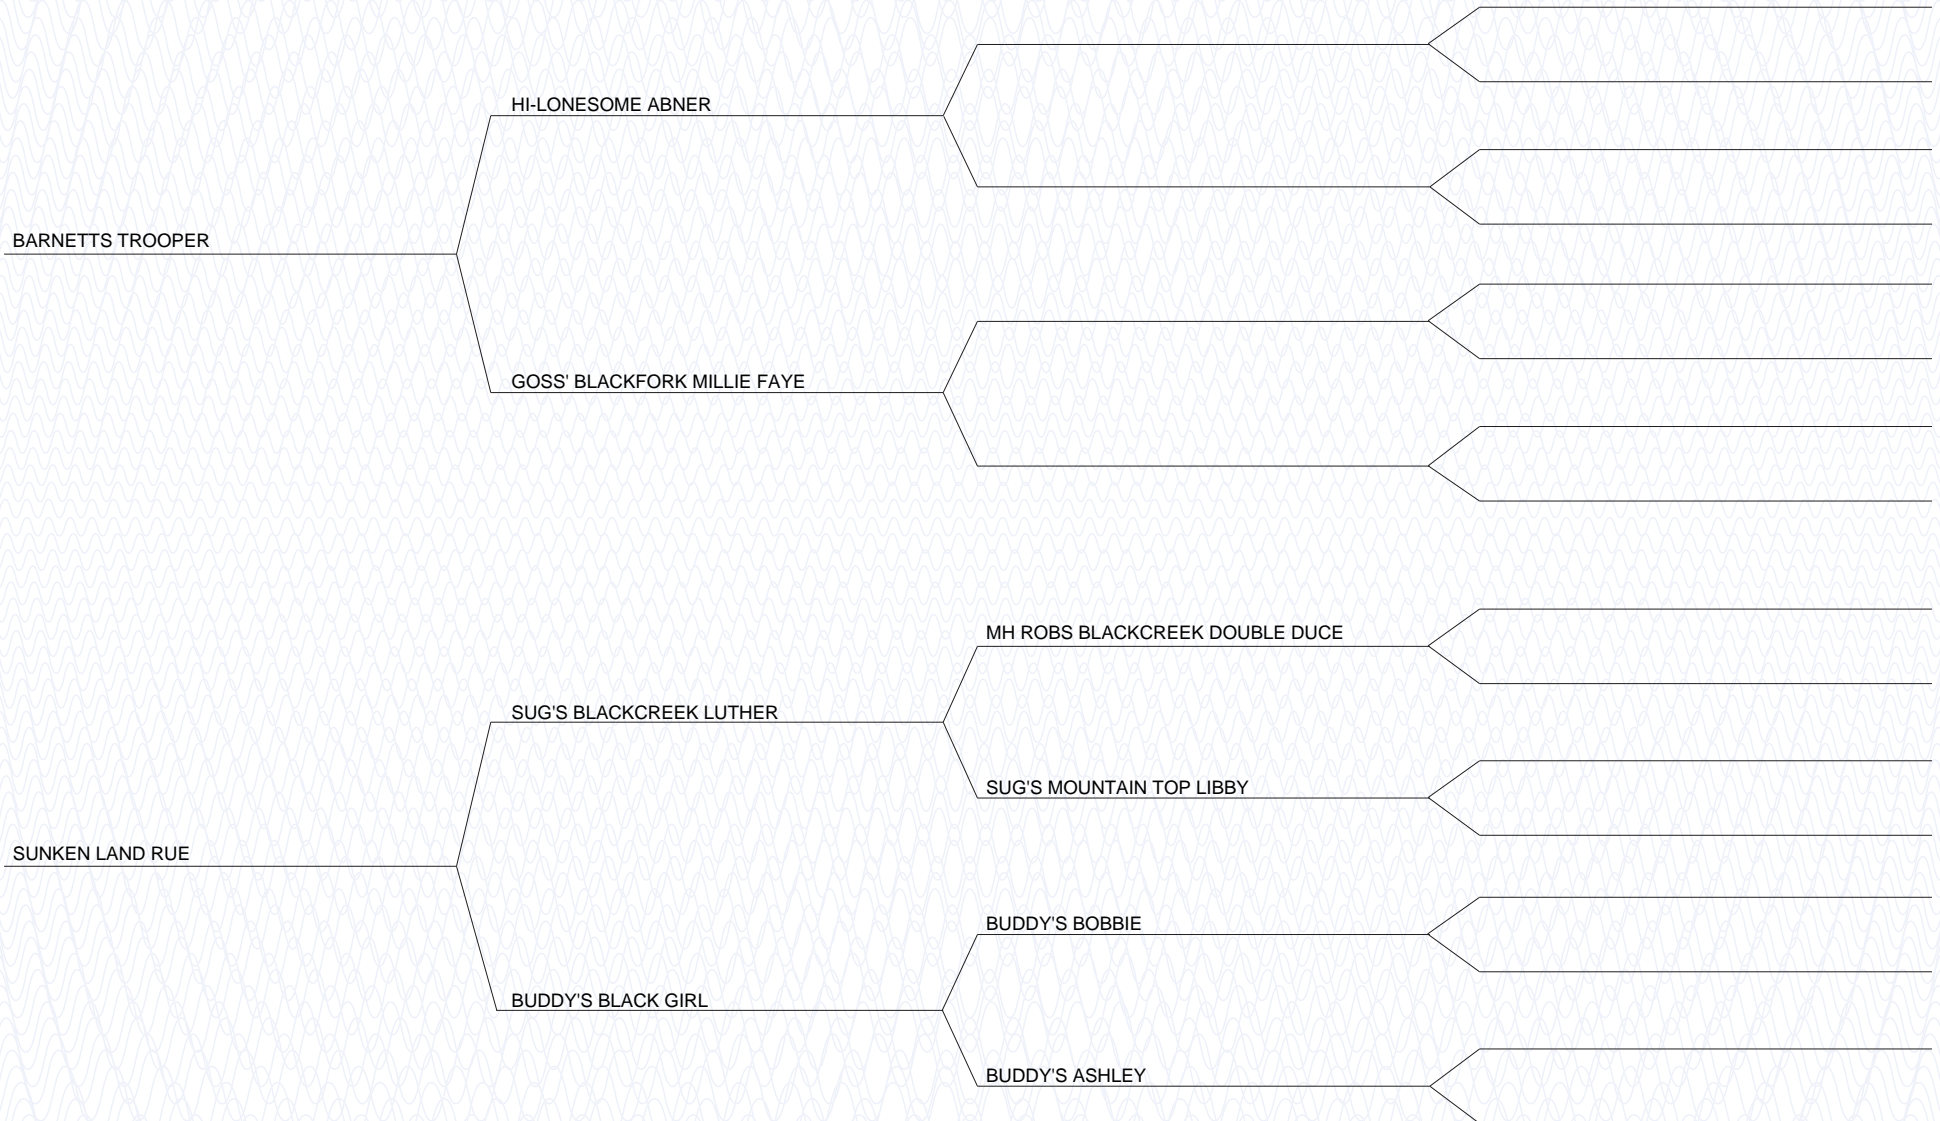 HI-LONESOME ABNER
BARNETTS TROOPER
GOSS' BLACKFORK MILLIE FAYE
MH ROBS BLACKCREEK DOUBLE DUCE
SUG'S BLACKCREEK LUTHER
SUG'S MOUNTAIN TOP LIBBY
SUNKEN LAND RUE
BUDDY'S BOBBIE
BUDDY'S BLACK GIRL
BUDDY'S ASHLEY